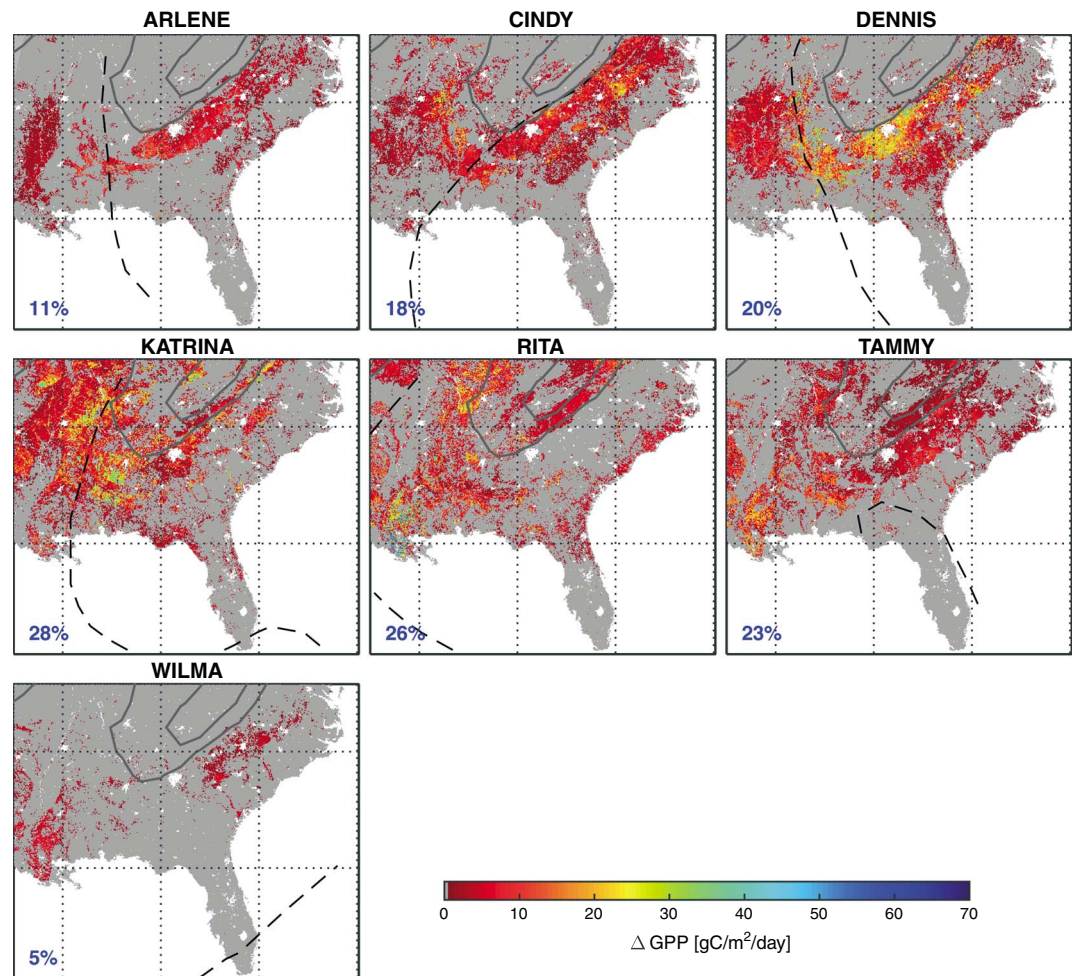 ARLENE CINDY DENNIS
11% 18% 20%
KATRINA RITA TAMMY
28% 26% 23%
WILMA
5%
0 10 20 30 40 50 60 70
Δ GPP [gC/m²/day]